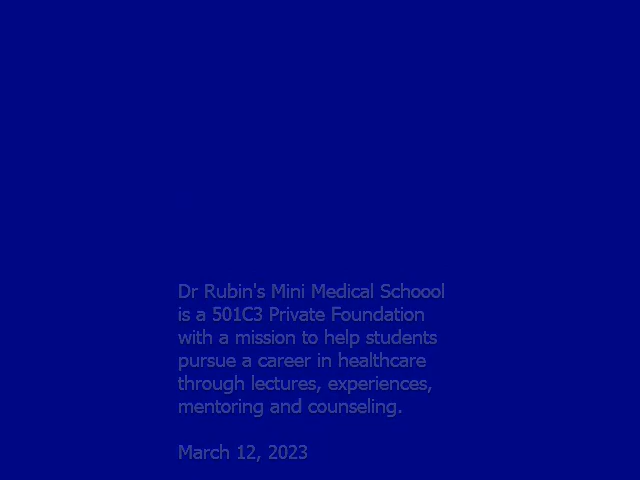 Dr Rubin's Mini Medical Schoool
is a 501C3 Private Foundation
with a mission to help students
pursue a career in healthcare
through lectures, experiences,
mentoring and counseling.
March 12, 2023